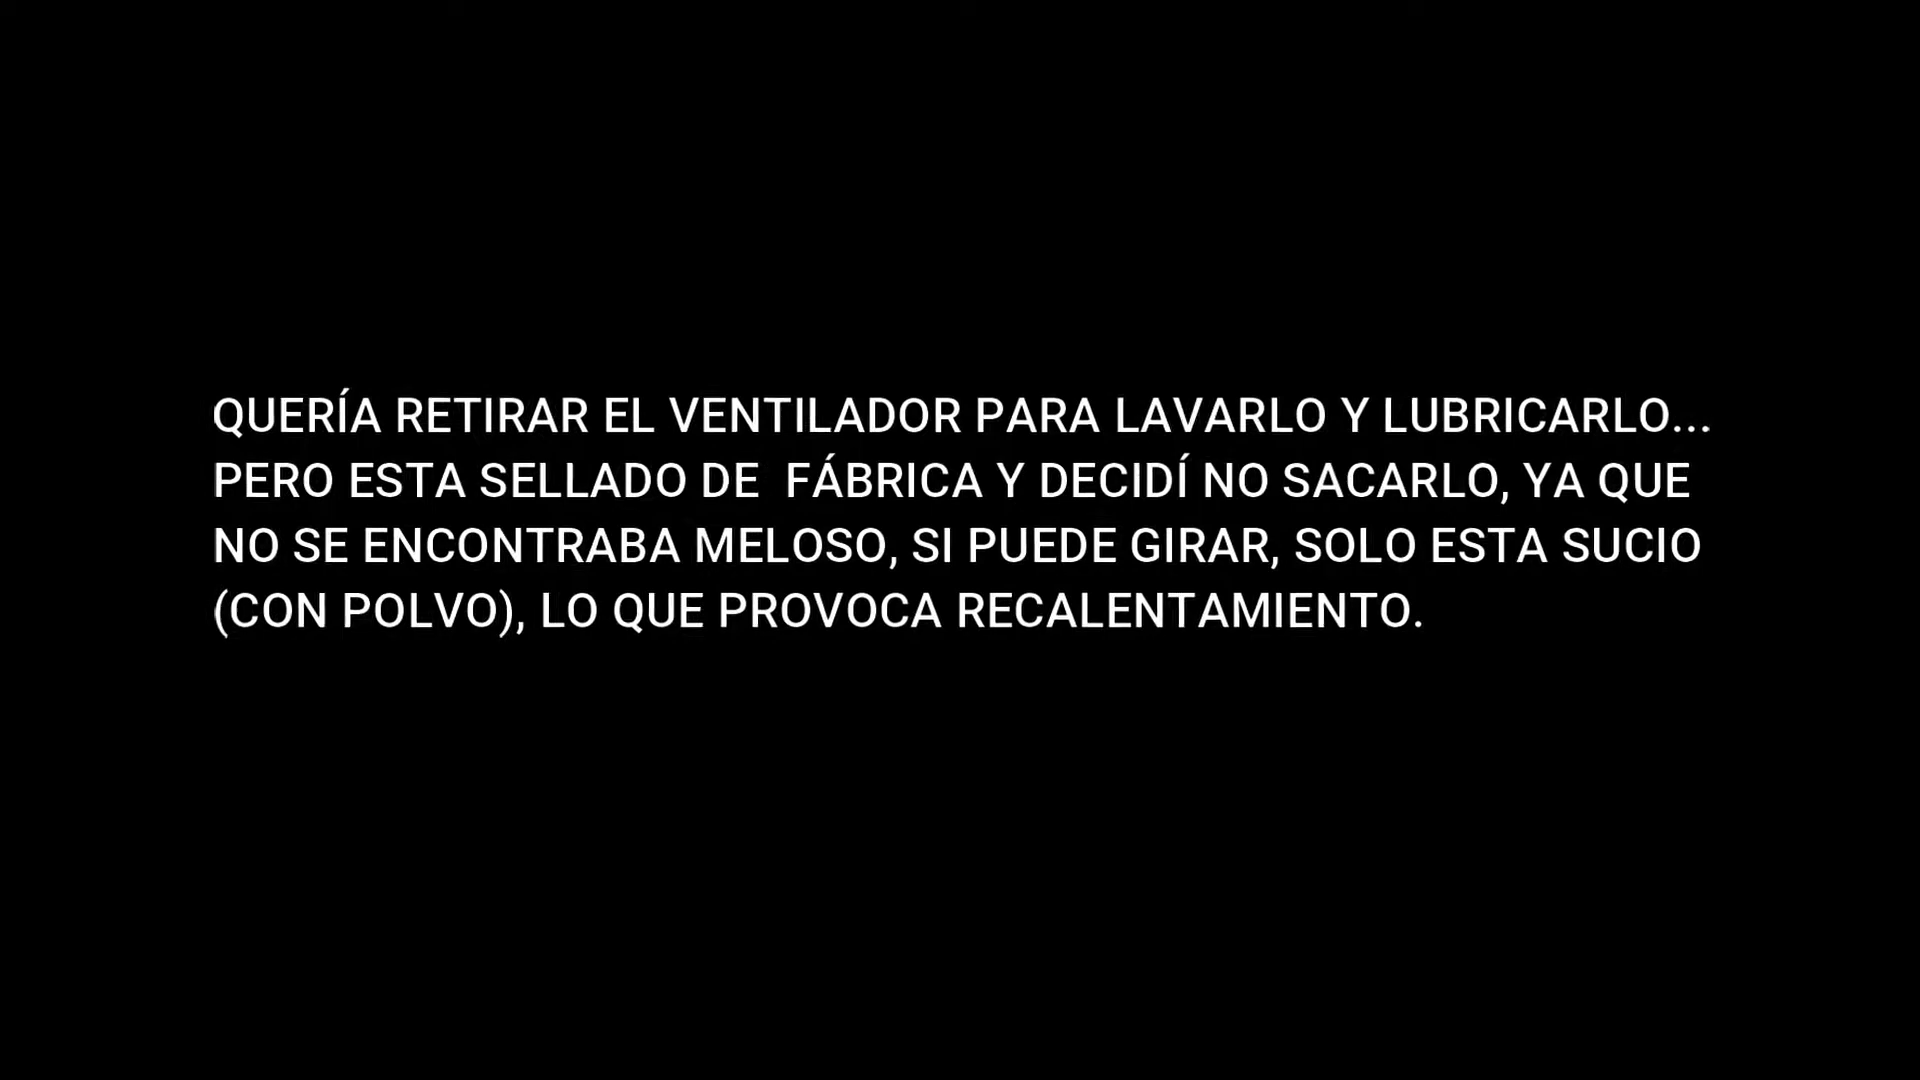 QUERÍA RETIRAR EL VENTILADOR PARA LAVARLO Y LUBRICARLO...
PERO ESTA SELLADO DE  FÁBRICA Y DECIDÍ NO SACARLO, YA QUE
NO SE ENCONTRABA MELOSO, SI PUEDE GIRAR, SOLO ESTA SUCIO
(CON POLVO), LO QUE PROVOCA RECALENTAMIENTO.